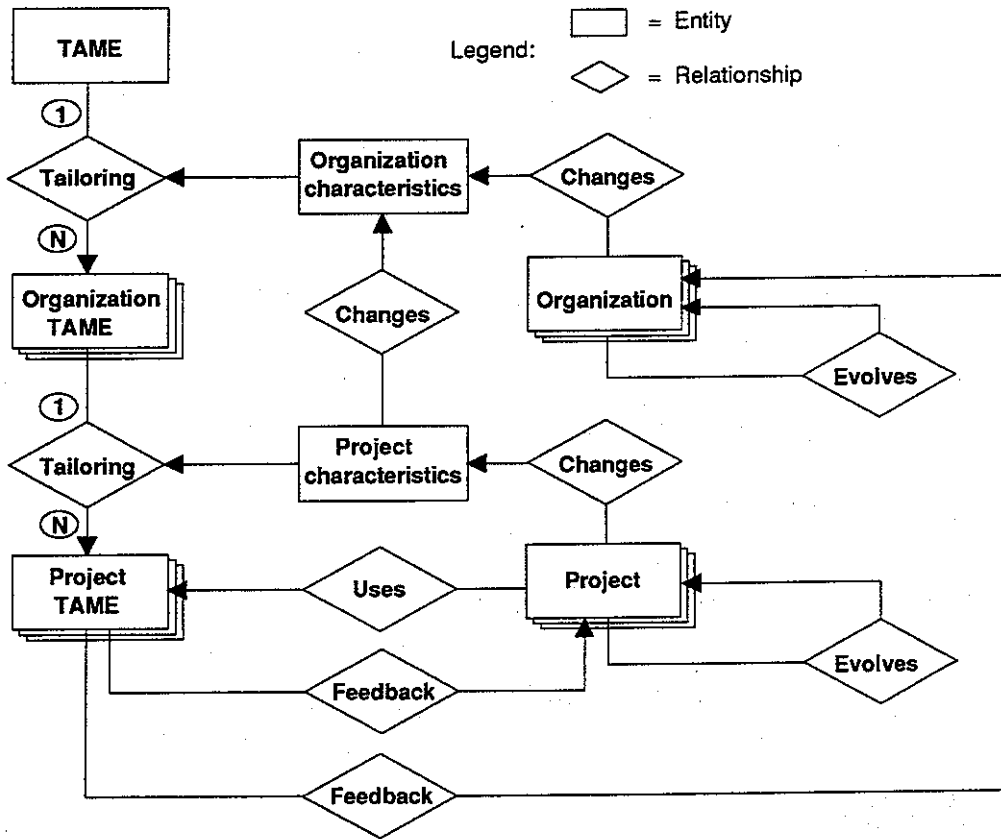 TAME
Legend:
= Entity
= Relationship
1
Tailoring
Organization
characteristics
Changes
N
Organization
TAME
Changes
Organization
Evolves
1
Tailoring
Project
characteristics
Changes
N
Project
TAME
Uses
Project
Evolves
Feedback
Feedback